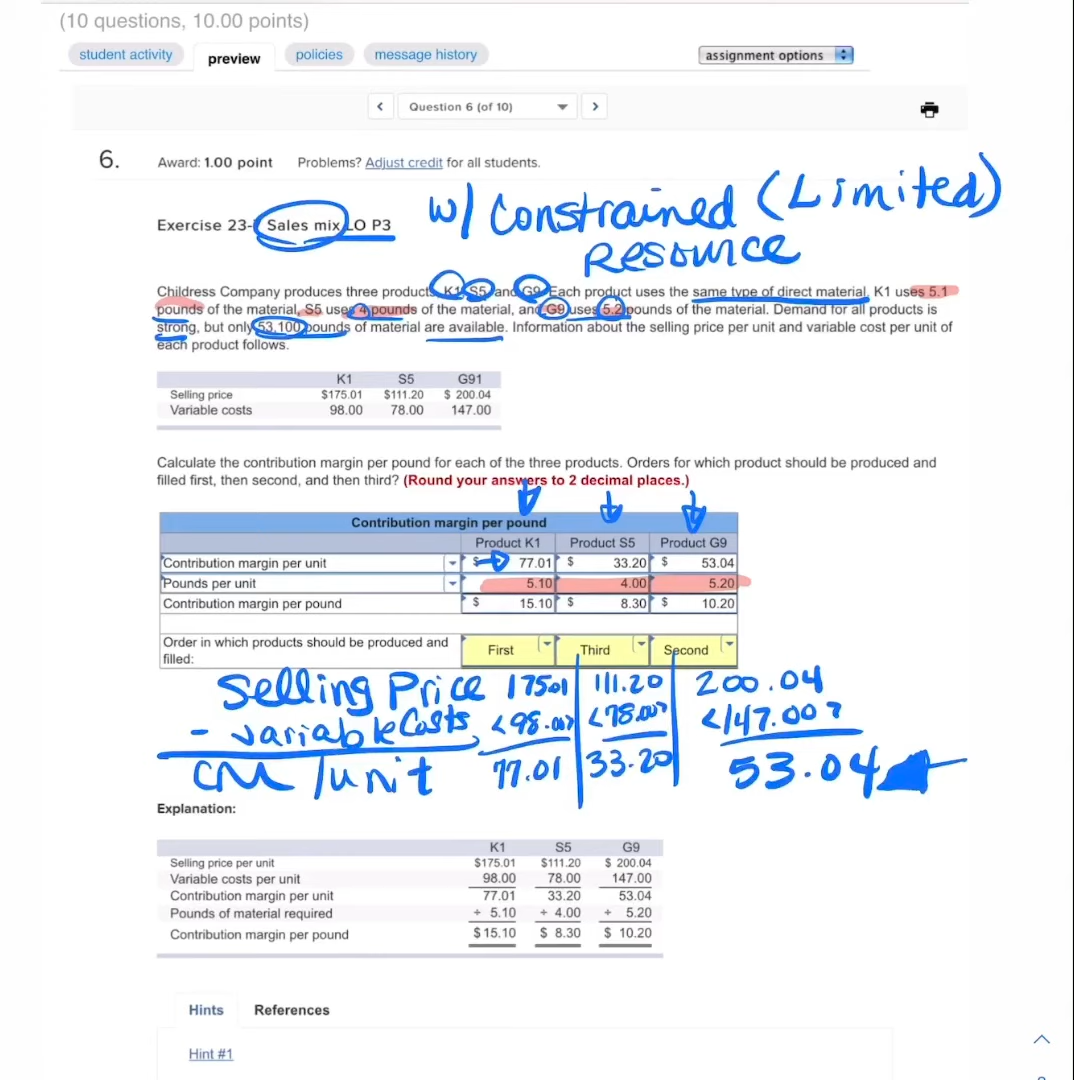 (10 questions, 10.00 points)
student activity preview policies message history assignment options
Question 6 (of 10)
6. Award: 1.00 point Problems? Adjust credit for all students.
w/ Constrained (Limited)
Resource
Exercise 23- Sales mix LO P3
Childress Company produces three products, K1, S5, and G9. Each product uses the same type of direct material. K1 uses 5.1
pounds of the material, S5 uses 4 pounds of the material, and G9 uses 5.2 pounds of the material. Demand for all products is
strong, but only 53,100 pounds of material are available. Information about the selling price per unit and variable cost per unit of
each product follows.
K1 S5 G91
Selling price $175.01 $111.20 $ 200.04
Variable costs 98.00 78.00 147.00
Calculate the contribution margin per pound for each of the three products. Orders for which product should be produced and
filled first, then second, and then third? (Round your answers to 2 decimal places.)
Contribution margin per pound
Product K1 Product S5 Product G9
Contribution margin per unit $ 77.01 $ 33.20 $ 53.04
Pounds per unit 5.10 4.00 5.20
Contribution margin per pound $ 15.10 $ 8.30 $ 10.20
Order in which products should be produced and
filled: First Third Second
Selling Price 175.01 111.20 200.04
- variable Costs <98.00> <78.00> <147.00>
CM /unit 77.01 33.20 53.04
Explanation:
K1 S5 G9
Selling price per unit $175.01 $111.20 $ 200.04
Variable costs per unit 98.00 78.00 147.00
Contribution margin per unit 77.01 33.20 53.04
Pounds of material required ÷ 5.10 ÷ 4.00 ÷ 5.20
Contribution margin per pound $ 15.10 $ 8.30 $ 10.20
Hints References
Hint #1